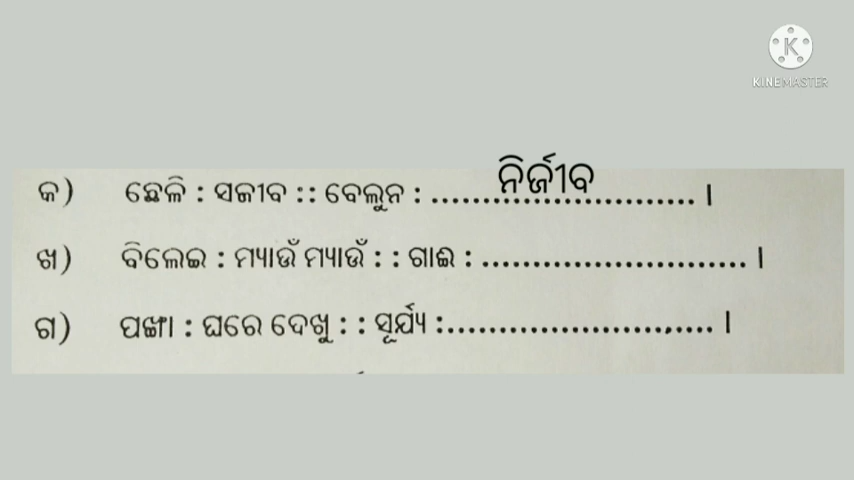 KINEMASTER
ନିର୍ଜୀବ
କ) ଛେଳି : ସଜୀବ :: ବେଲୁନ : .......................... ।
ଖ) ବିଲେଇ : ମ୍ୟାଉଁ ମ୍ୟାଉଁ : : ଗାଈ : .......................... ।
ଗ) ପଙ୍ଖା : ଘରେ ଦେଖୁ : : ସୂର୍ଯ୍ୟ :.......................... ।